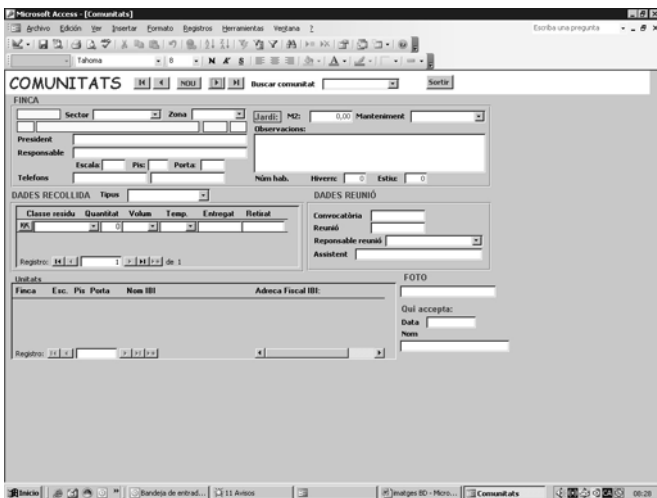 Microsoft Access - [Comunitats]
Archivo Edición Ver Insertar Formato Registros Herramientas Ventana ? Escriba una pregunta
Tahoma 8 N K S
COMUNITATS NOU Buscar comunitat Sortir
FINCA
Sector Zona Jardí: M2: 0,00 Manteniment
Observacions:
President
Responsable
Escala: Pis: Porta:
Telefons Núm hab. Hivern: 0 Estiu: 0
DADES RECOLLIDA Tipus DADES REUNIÓ
Classe residu Quantitat Volum Temp. Entregat Retirat
0
Convocatòria
Reunió
Reponsable reunió
Assistent
Registro: 1 de 1
Unitats FOTO
Finca Esc. Pis Porta Nom IBI Adreca Fiscal IBI:
Qui accepta:
Data
Nom
Registro:
Inicio Bandeja de entrad... 11 Avisos Imatges BD - Micro... Comunitats 08:28